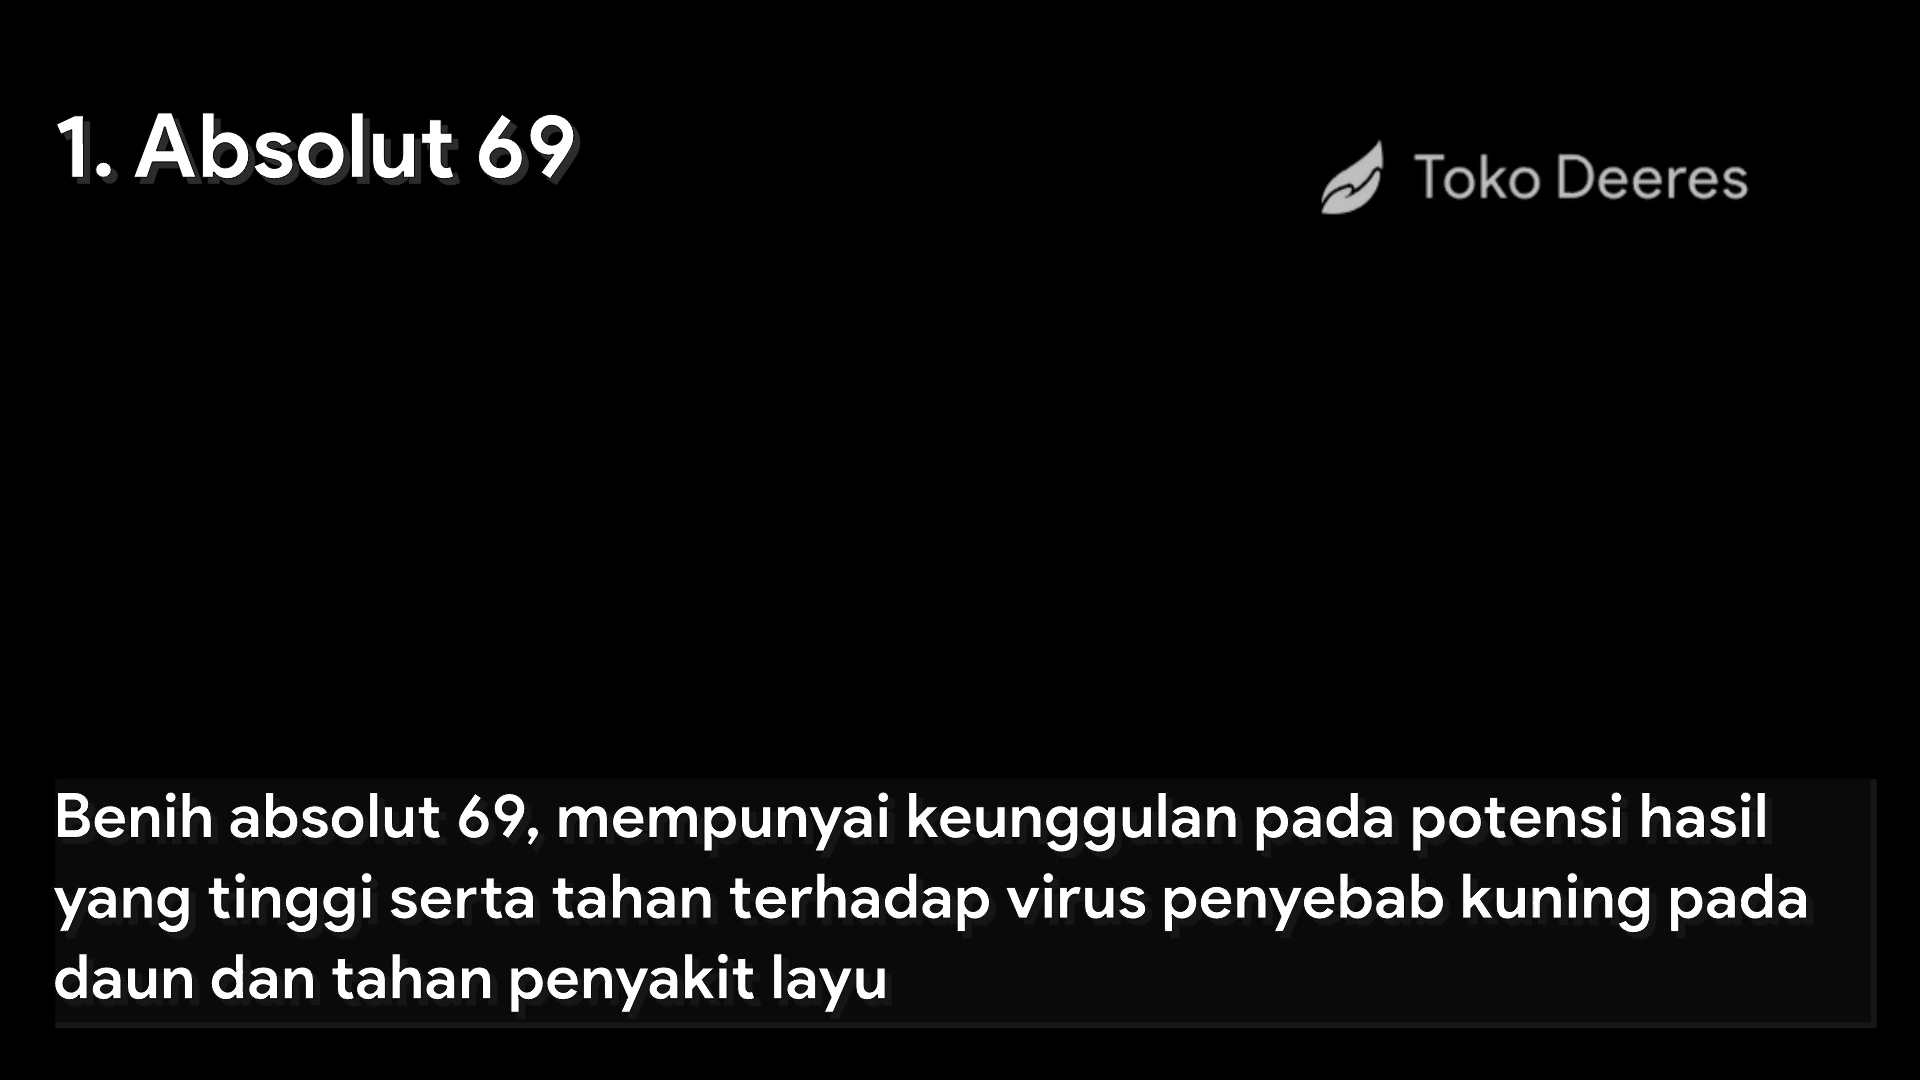 1. Absolut 69
Toko Deeres
Benih absolut 69, mempunyai keunggulan pada potensi hasil
yang tinggi serta tahan terhadap virus penyebab kuning pada
daun dan tahan penyakit layu